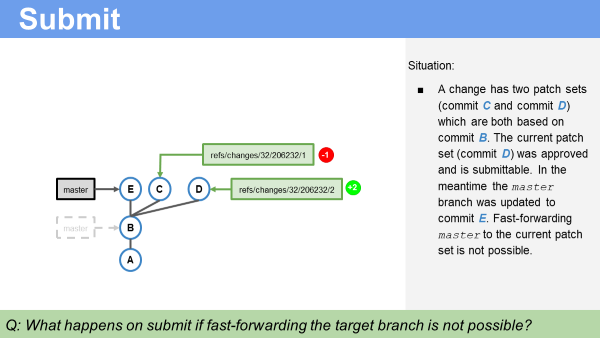 Submit
Situation:
■ A change has two patch sets
(commit C and commit D)
which are both based on
commit B. The current patch
set (commit D) was approved
and is submittable. In the
meantime the master
branch was updated to
commit E. Fast-forwarding
master to the current patch
set is not possible.
refs/changes/32/206232/1
-1
master
E
C
D
refs/changes/32/206232/2
+2
master
B
A
Q: What happens on submit if fast-forwarding the target branch is not possible?